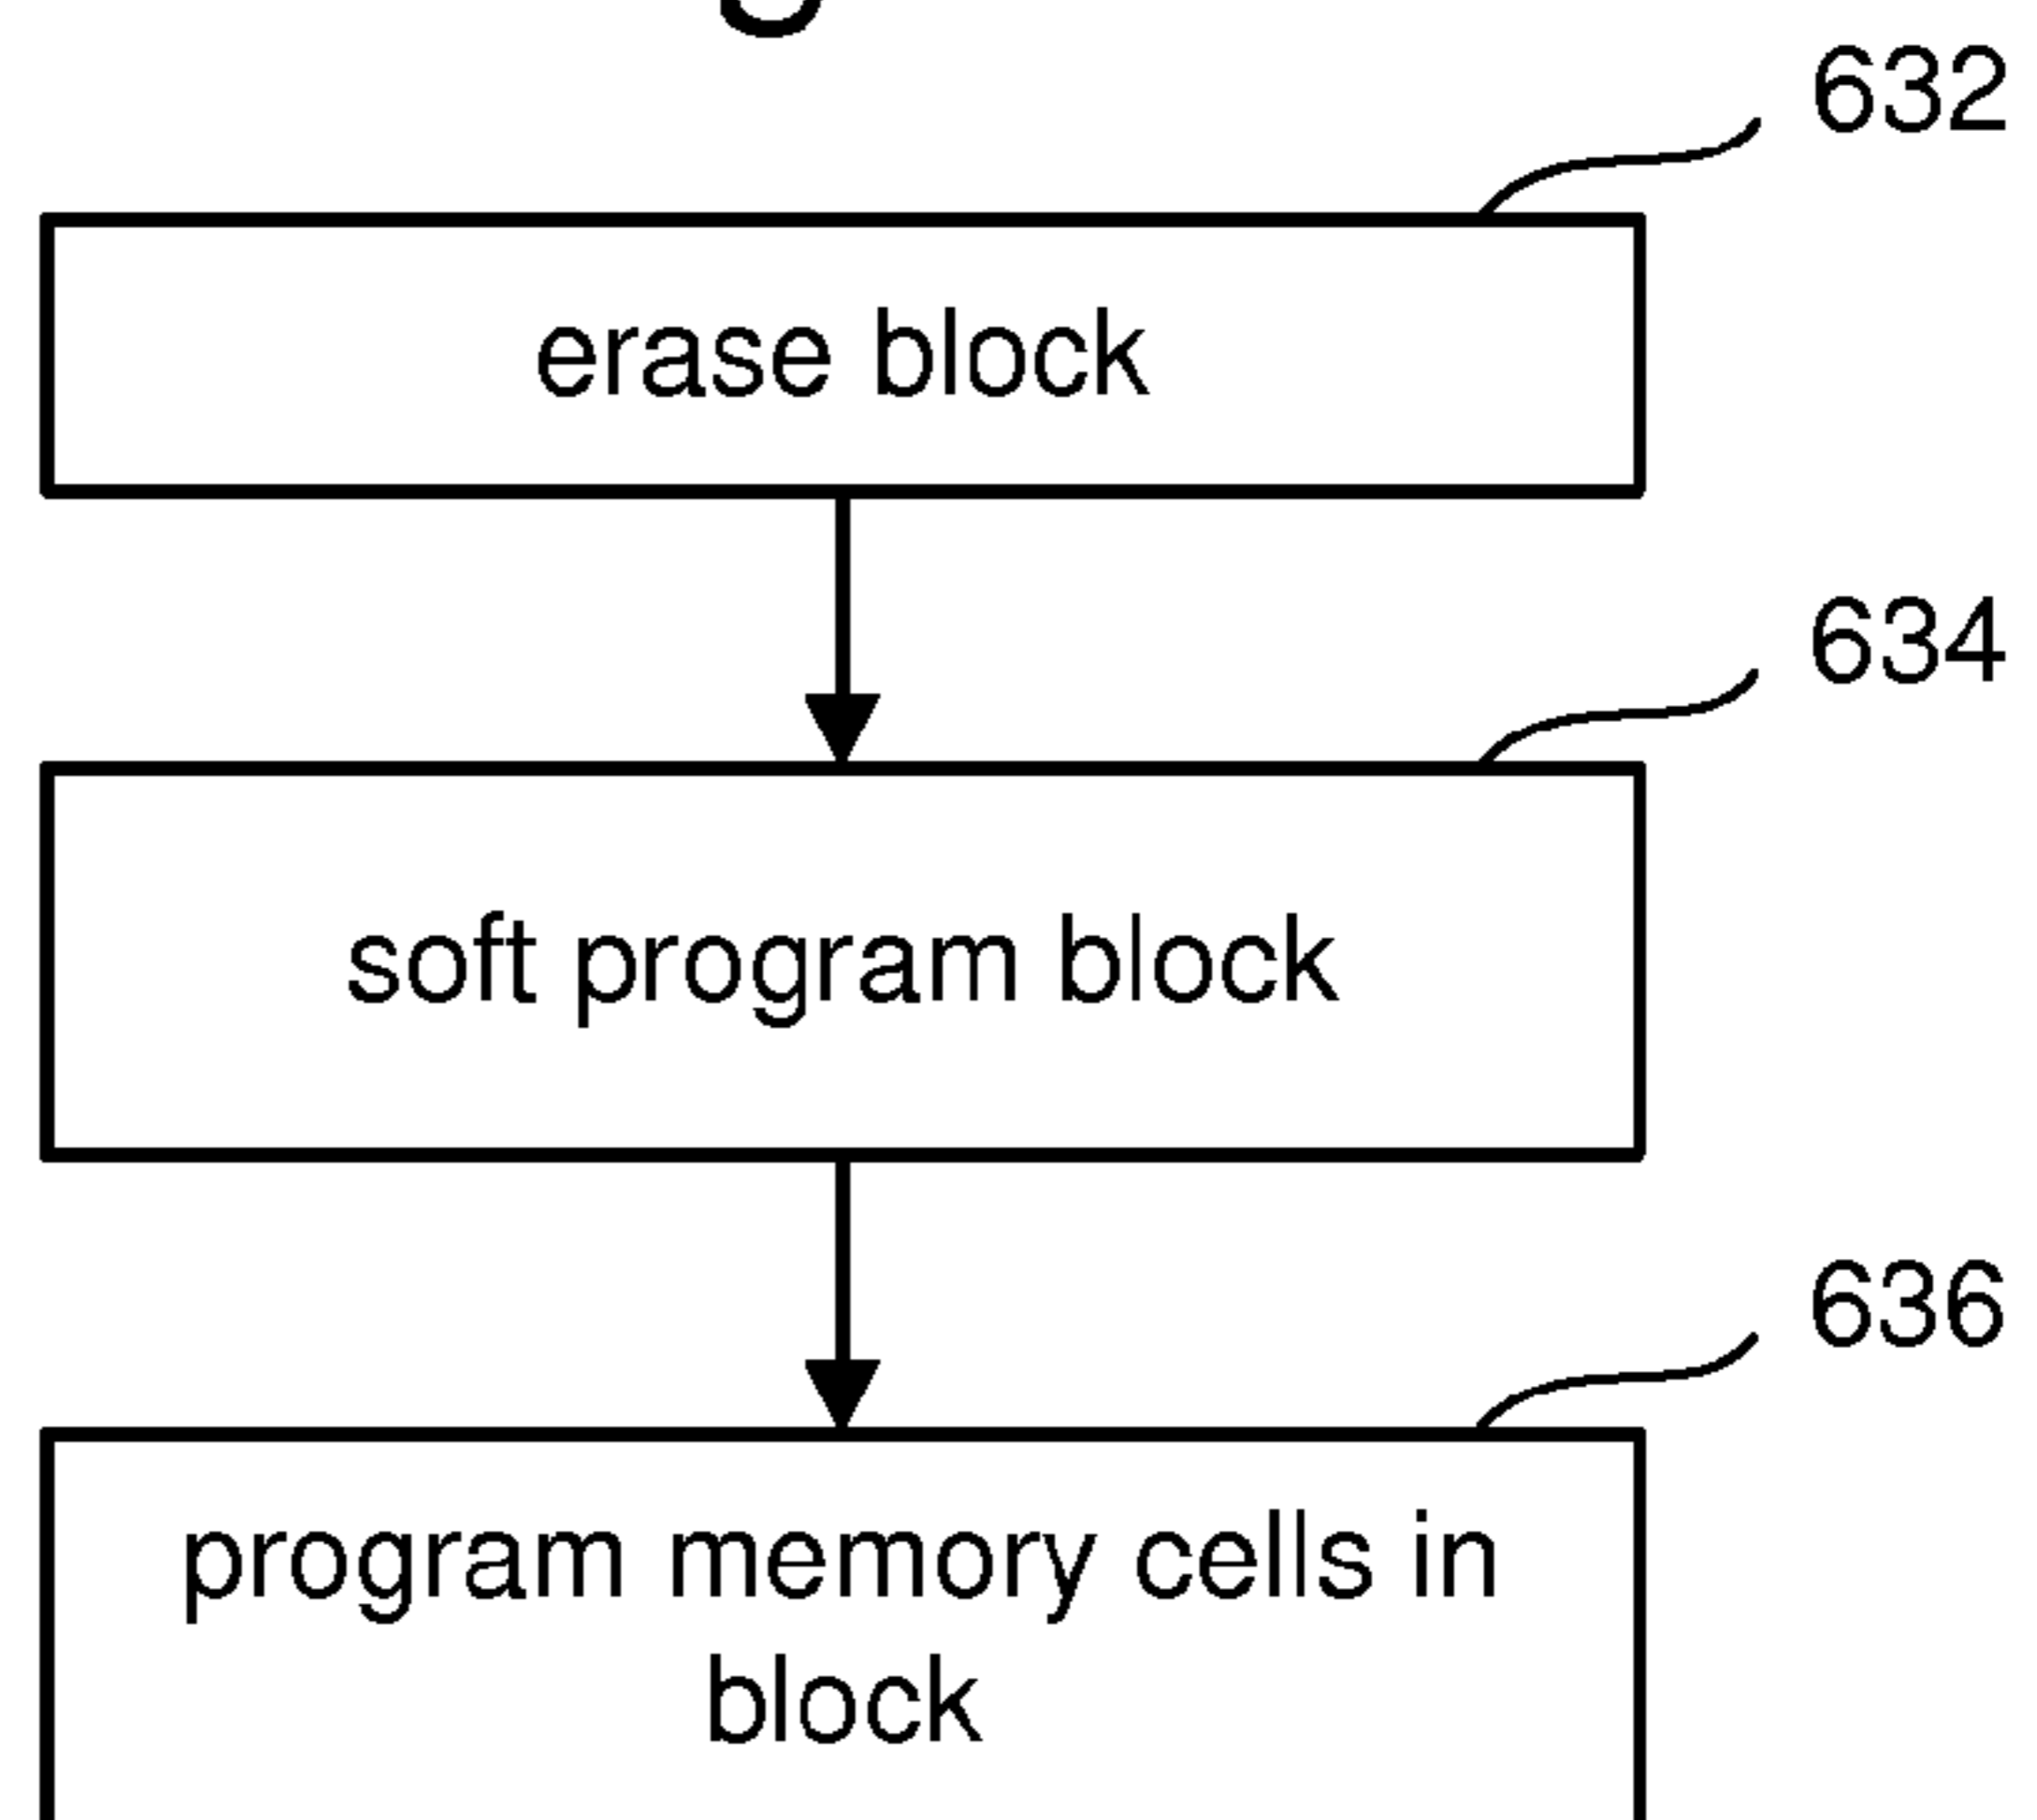 632
erase block
634
soft program block
636
program memory cells in
block